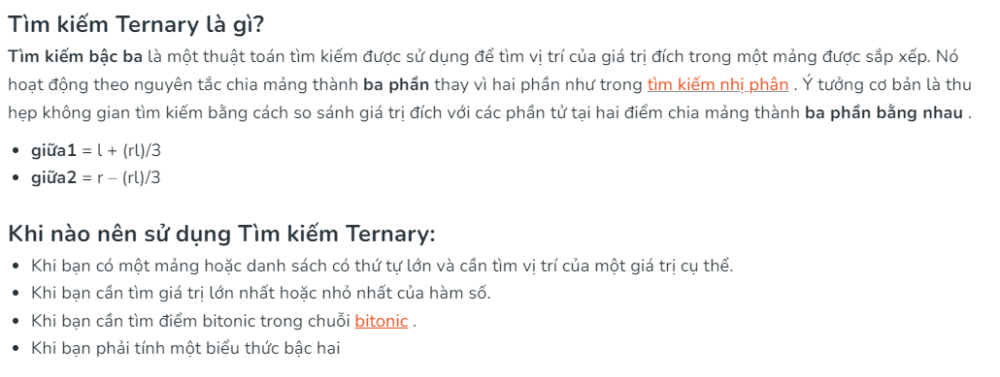 Tìm kiếm Ternary là gì?
Tìm kiếm bậc ba là một thuật toán tìm kiếm được sử dụng để tìm vị trí của giá trị đích trong một mảng được sắp xếp. Nó
hoạt động theo nguyên tắc chia mảng thành ba phần thay vì hai phần như trong tìm kiếm nhị phân . Ý tưởng cơ bản là thu
hẹp không gian tìm kiếm bằng cách so sánh giá trị đích với các phần tử tại hai điểm chia mảng thành ba phần bằng nhau .
• giữa1 = l + (rl)/3
• giữa2 = r – (rl)/3
Khi nào nên sử dụng Tìm kiếm Ternary:
• Khi bạn có một mảng hoặc danh sách có thứ tự lớn và cần tìm vị trí của một giá trị cụ thể.
• Khi bạn cần tìm giá trị lớn nhất hoặc nhỏ nhất của hàm số.
• Khi bạn cần tìm điểm bitonic trong chuỗi bitonic .
• Khi bạn phải tính một biểu thức bậc hai